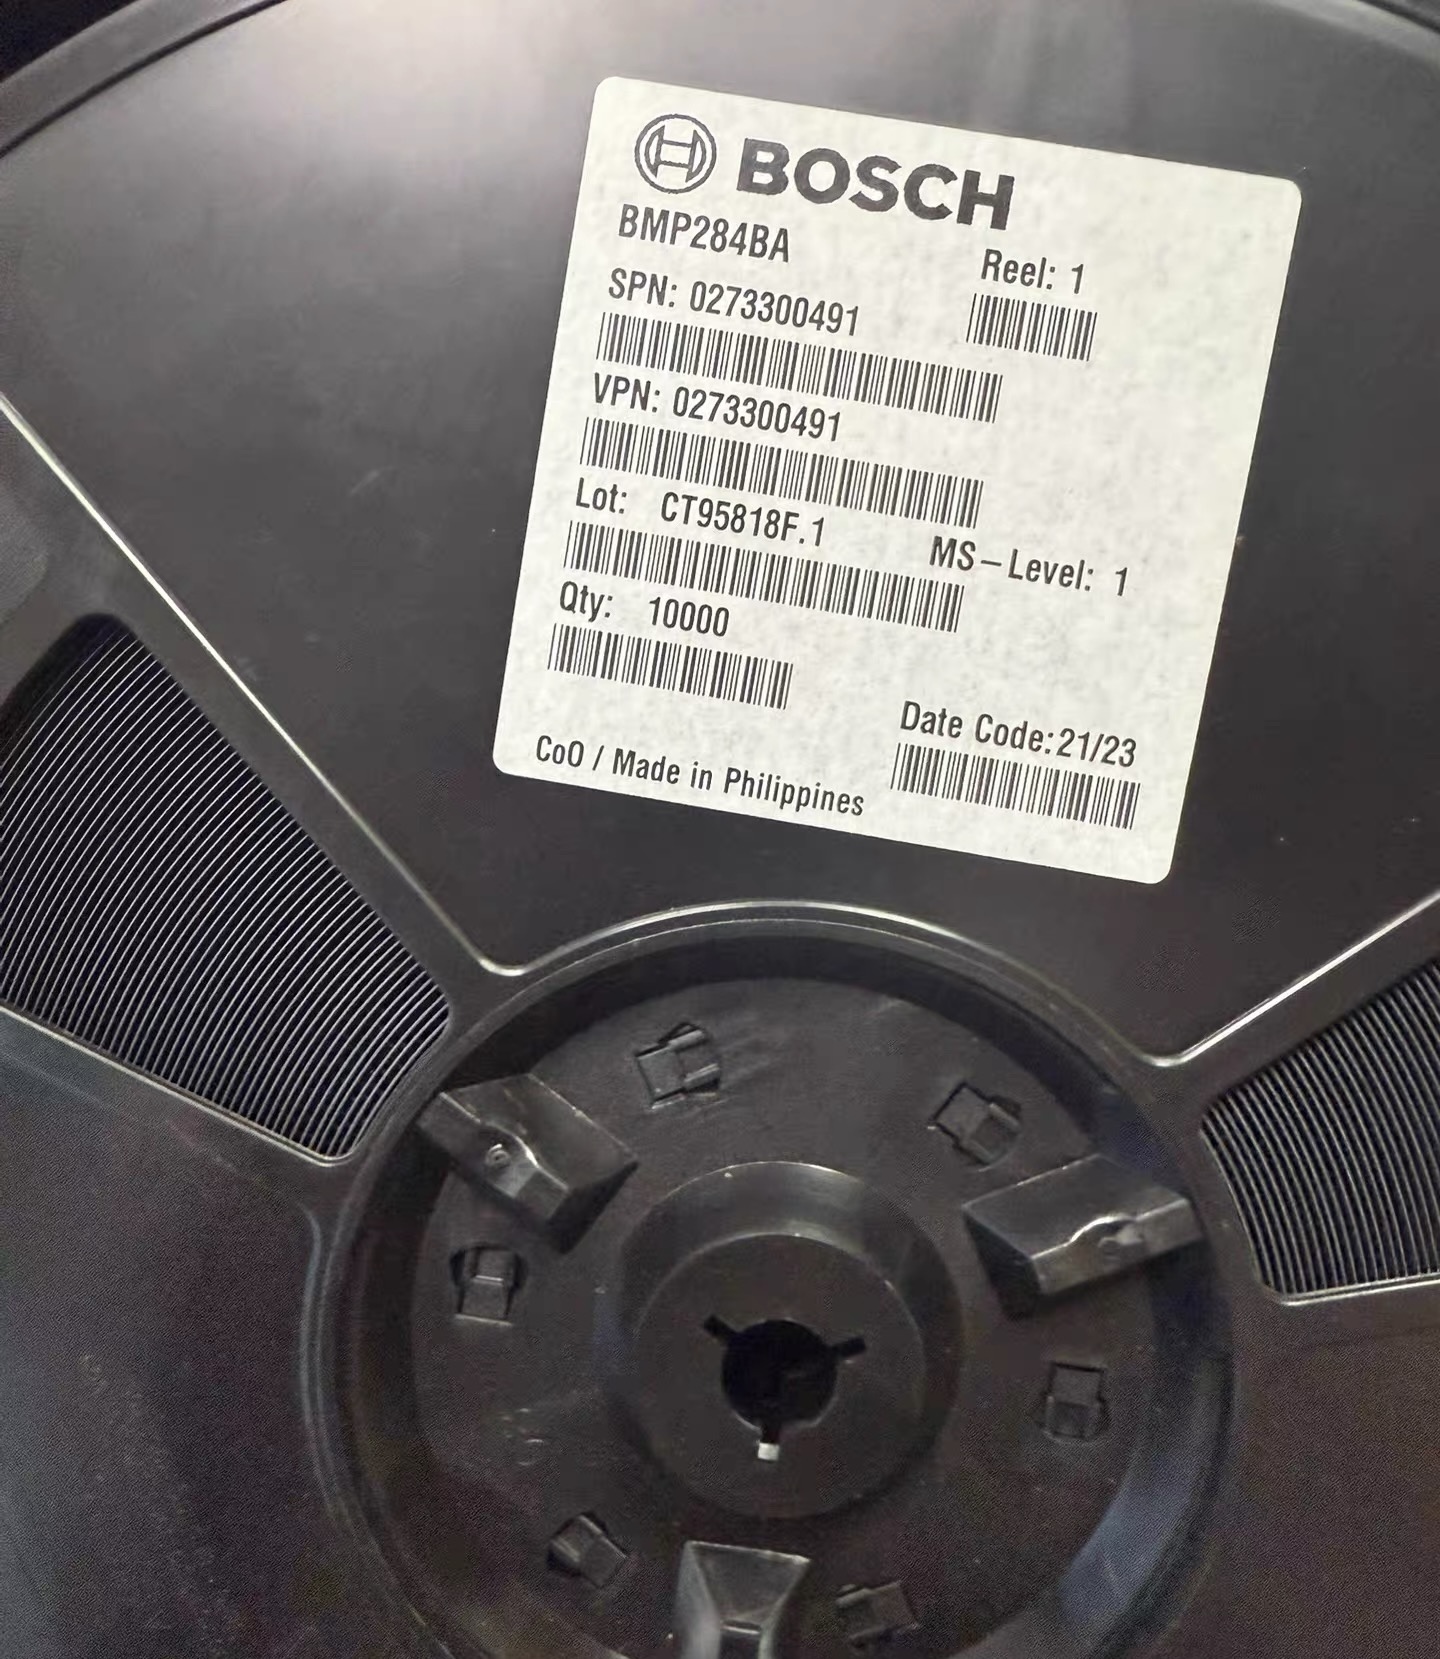 BOSCH
BMP284BA
Reel: 1
SPN: 0273300491
VPN: 0273300491
Lot: CT95818F.1
MS-Level: 1
Qty: 10000
Date Code:21/23
CoO / Made in Philippines